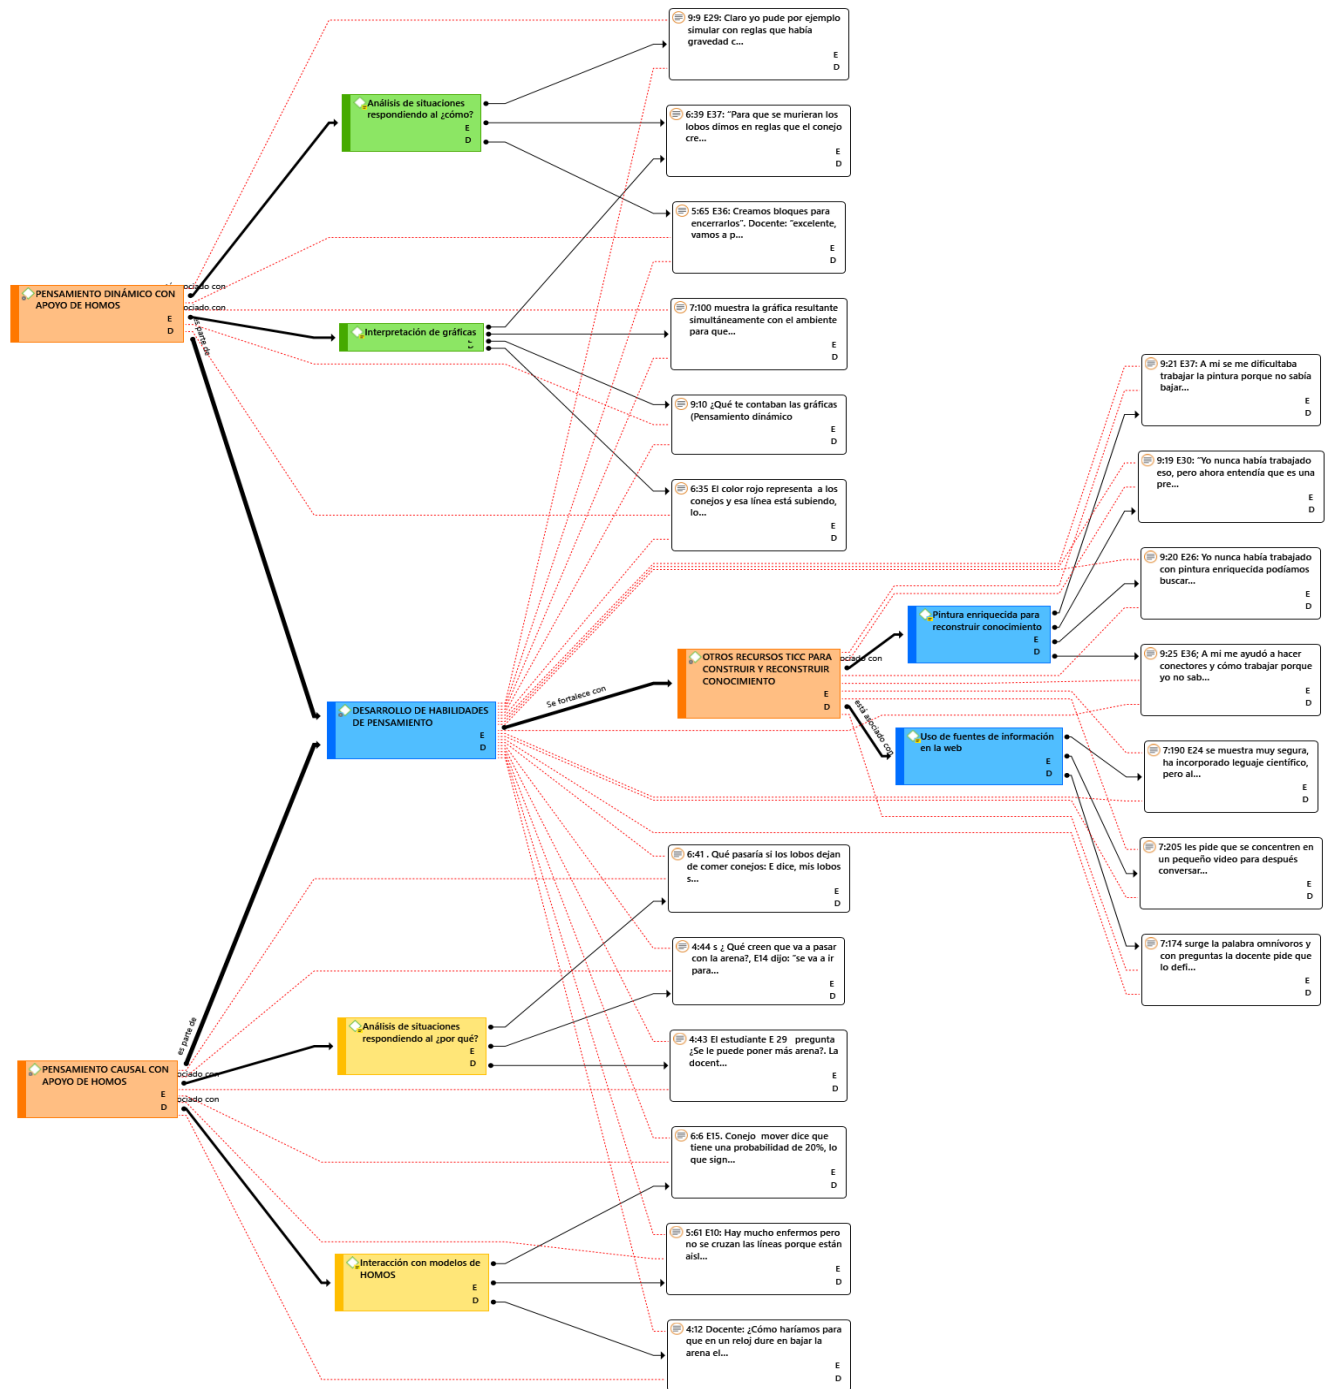 9:9 E29: Claro yo pude por ejemplo
simular con reglas que había
gravedad c...
E
D
Análisis de situaciones
respondiendo al ¿cómo?
E
D
6:39 E37: "Para que se murieran los
lobos dimos en reglas que el conejo
cre...
E
D
5:65 E36: Creamos bloques para
encerrarlos". Docente: "excelente,
vamos a p...
E
D
ociado con
PENSAMIENTO DINÁMICO CON
APOYO DE HOMOS
E
D
ociado con
es parte de
Interpretación de gráficas
7:100 muestra la gráfica resultante
simultáneamente con el ambiente
para que...
E
D
9:10 ¿Qué te contaban las gráficas
(Pensamiento dinámico
E
D
6:35 El color rojo representa a los
conejos y esa línea está subiendo,
lo...
E
D
9:21 E37: A mi se me dificultaba
trabajar la pintura porque no sabía
bajar...
E
D
9:19 E30: "Yo nunca había trabajado
eso, pero ahora entendía que es una
pre...
E
D
9:20 E26: Yo nunca había trabajado
con pintura enriquecida podíamos
buscar...
E
D
9:25 E36; A mi me ayudó a hacer
conectores y cómo trabajar porque
yo no sab...
E
D
Pintura enriquecida para
reconstruir conocimiento
E
D
OTROS RECURSOS TICC PARA
CONSTRUIR Y RECONSTRUIR
CONOCIMIENTO
E
D
ociado con
está asociado con
Se fortalece con
DESARROLLO DE HABILIDADES
DE PENSAMIENTO
E
D
Uso de fuentes de información
en la web
E
D
7:190 E24 se muestra muy segura,
ha incorporado leguaje científico,
pero al...
E
D
7:205 les pide que se concentren en
un pequeño video para después
conversar...
E
D
7:174 surge la palabra omnívoros y
con preguntas la docente pide que
lo defi...
E
D
6:41 . Qué pasaría si los lobos dejan
de comer conejos: E dice, mis lobos
s...
E
D
4:44 s ¿ Qué creen que va a pasar
con la arena?, E14 dijo: "se va a ir
para...
E
D
Análisis de situaciones
respondiendo al ¿por qué?
E
D
4:43 El estudiante E 29 pregunta
¿Se le puede poner más arena?. La
docent...
E
D
es parte de
PENSAMIENTO CAUSAL CON
APOYO DE HOMOS
E
D
ociado con
ociado con
6:6 E15. Conejo mover dice que
tiene una probabilidad de 20%, lo
que sign...
E
D
5:61 E10: Hay mucho enfermos pero
no se cruzan las líneas porque están
aisl...
E
D
Interacción con modelos de
HOMOS
E
D
4:12 Docente: ¿Cómo haríamos para
que en un reloj dure en bajar la
arena el...
E
D